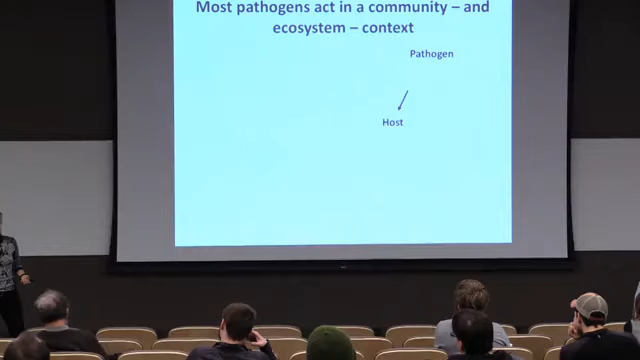 Most pathogens act in a community – and
ecosystem – context
Pathogen
Host